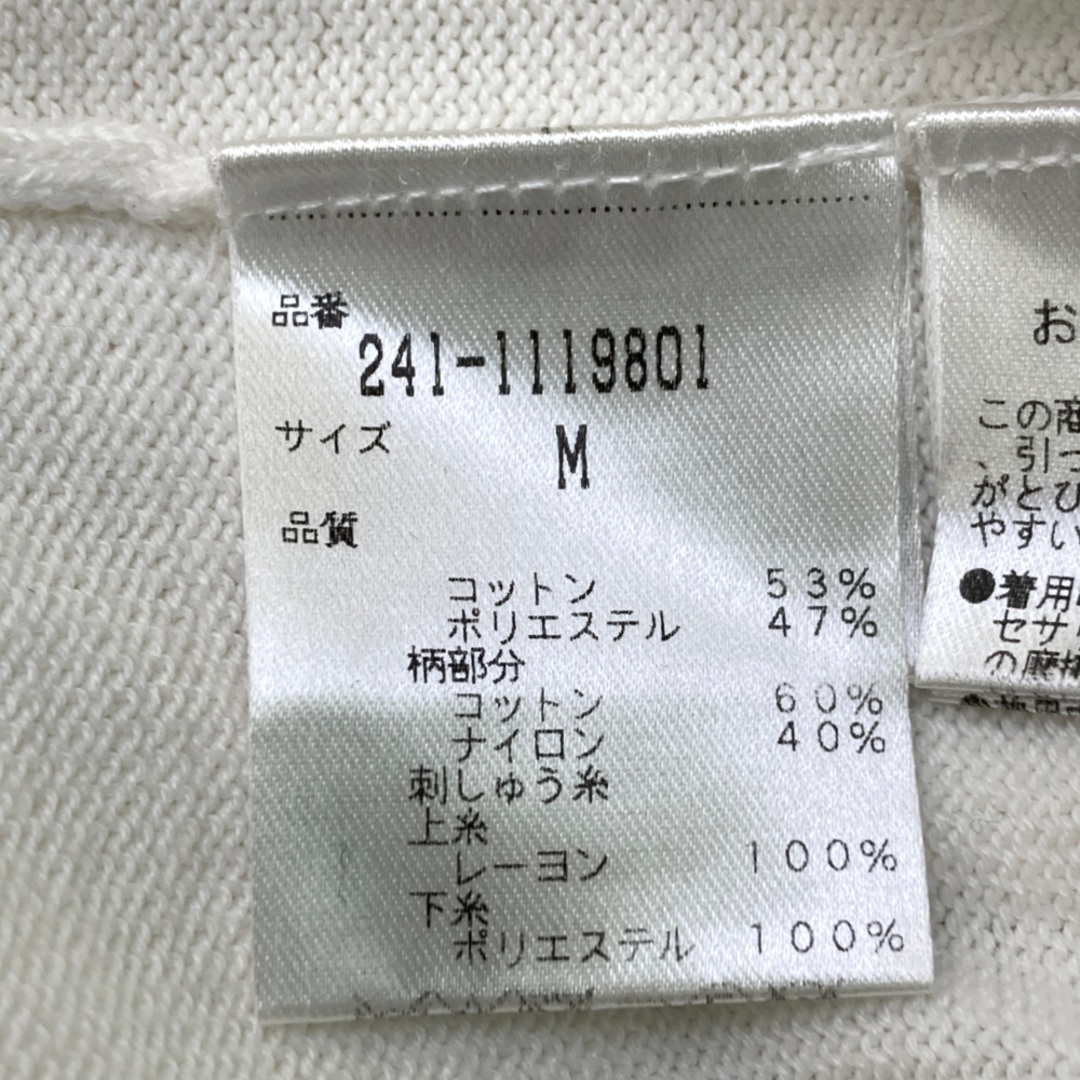 品番
241-1119801
サイズ
M
品質
コットン 53%
ポリエステル 47%
柄部分
コットン 60%
ナイロン 40%
刺しゅう糸
上糸
レーヨン 100%
下糸
ポリエステル 100%
お
この商
、引っ
がとび
やすい
●着用
セサ
の摩擦